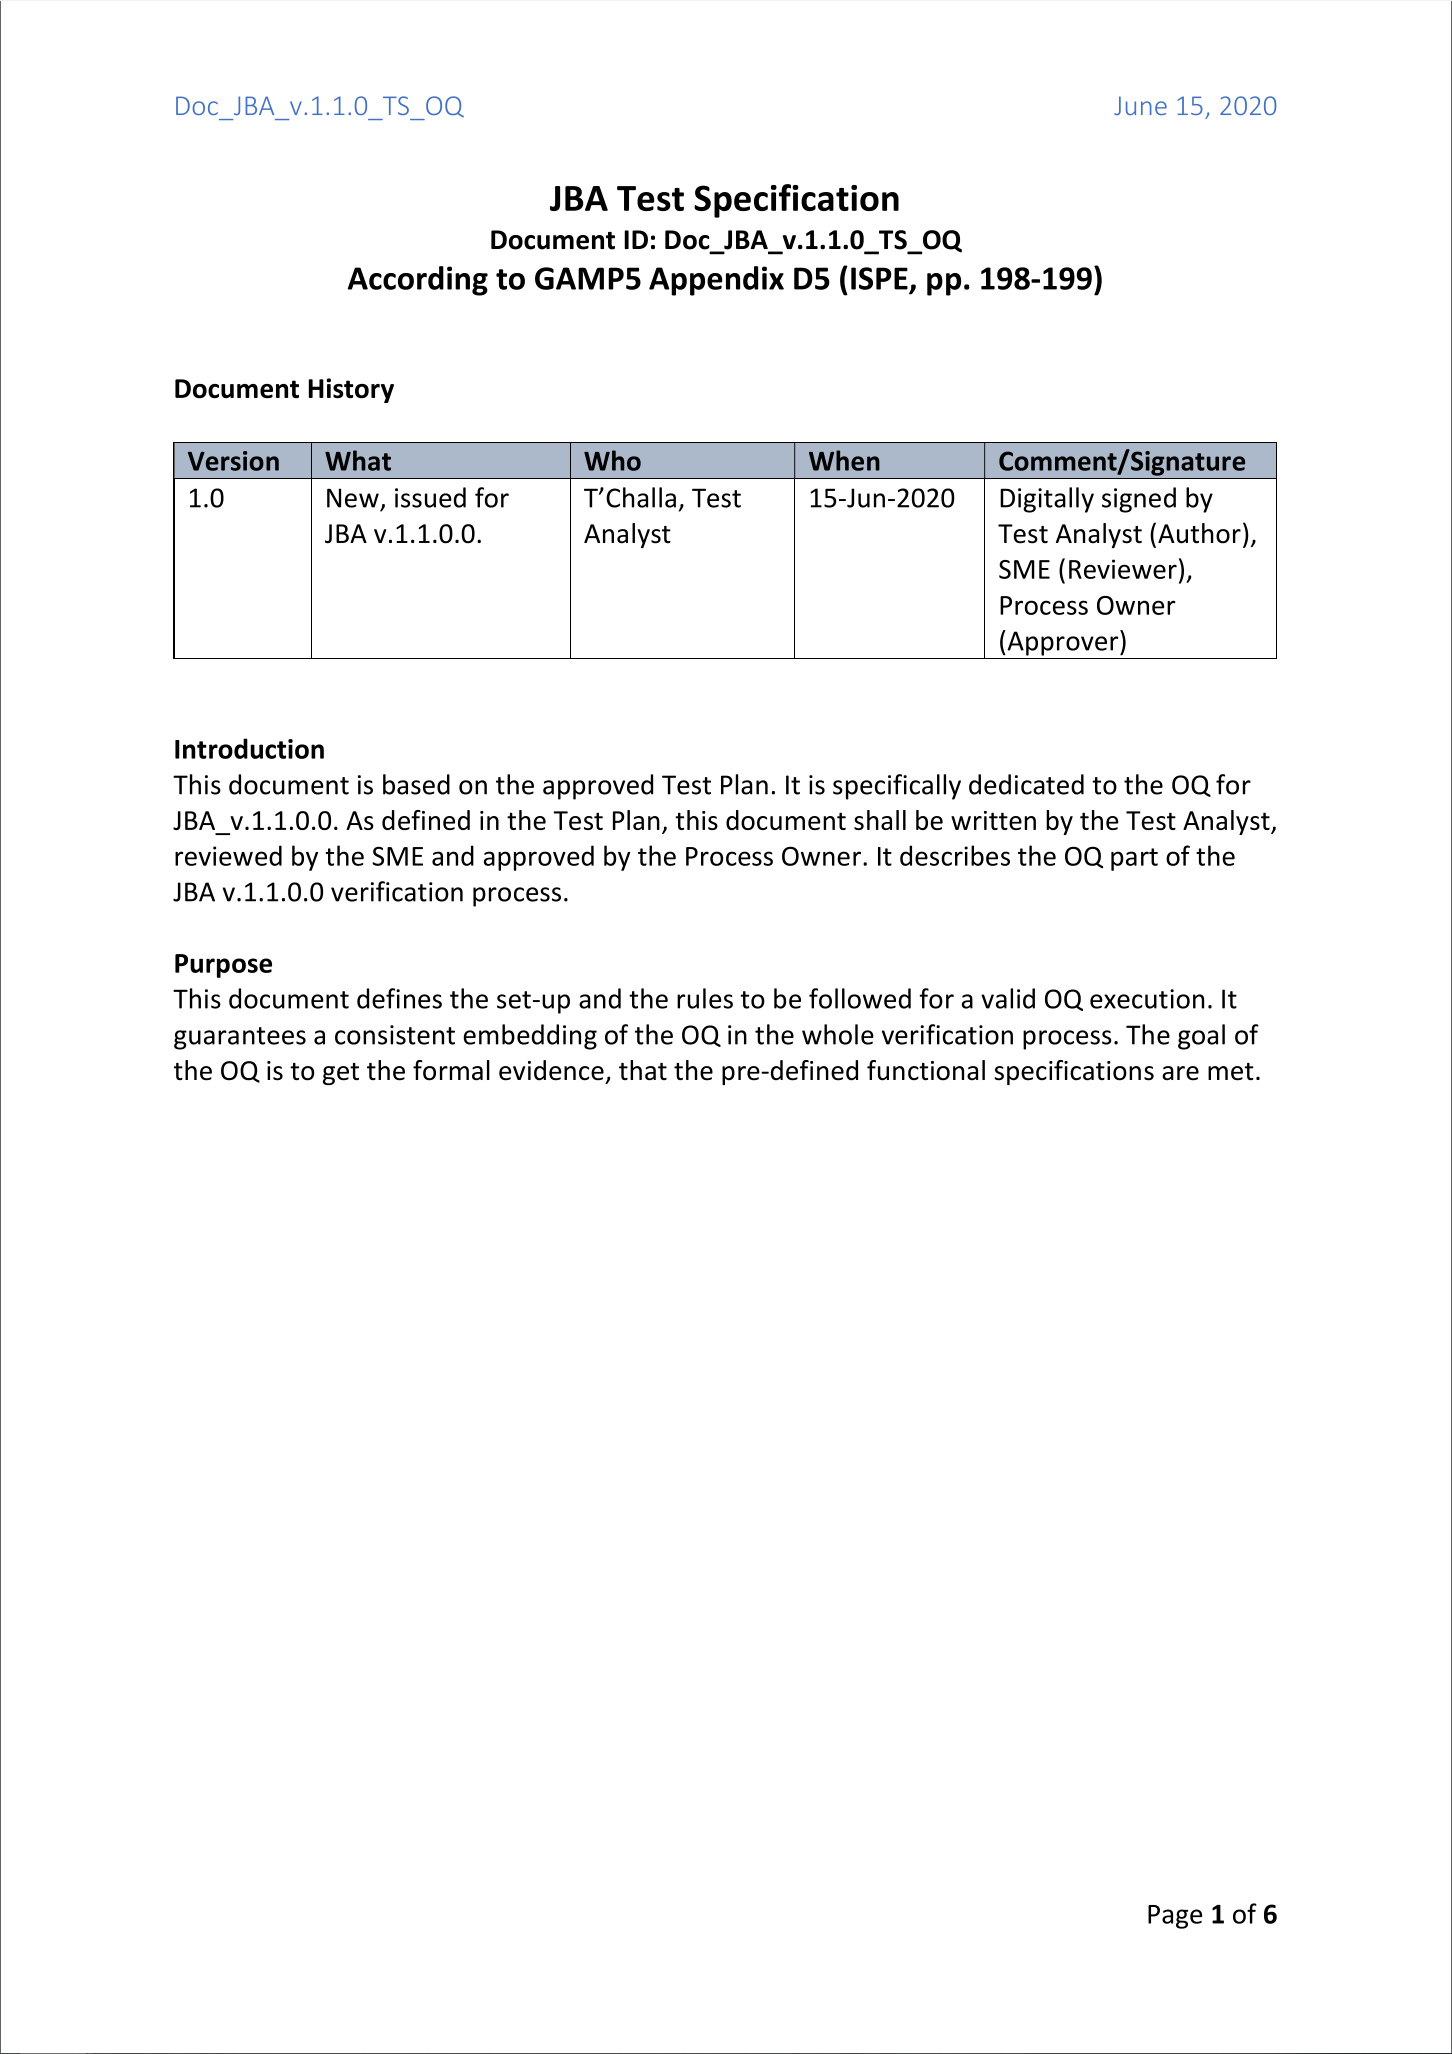 Doc_JBA_v.1.1.0_TS_OQ June 15, 2020
JBA Test Specification
Document ID: Doc_JBA_v.1.1.0_TS_OQ
According to GAMP5 Appendix D5 (ISPE, pp. 198-199)
Document History
Version What Who When Comment/Signature
1.0 New, issued for T’Challa, Test 15-Jun-2020 Digitally signed by
JBA v.1.1.0.0. Analyst Test Analyst (Author),
SME (Reviewer),
Process Owner
(Approver)
Introduction
This document is based on the approved Test Plan. It is specifically dedicated to the OQ for
JBA_v.1.1.0.0. As defined in the Test Plan, this document shall be written by the Test Analyst,
reviewed by the SME and approved by the Process Owner. It describes the OQ part of the
JBA v.1.1.0.0 verification process.
Purpose
This document defines the set-up and the rules to be followed for a valid OQ execution. It
guarantees a consistent embedding of the OQ in the whole verification process. The goal of
the OQ is to get the formal evidence, that the pre-defined functional specifications are met.
Page 1 of 6